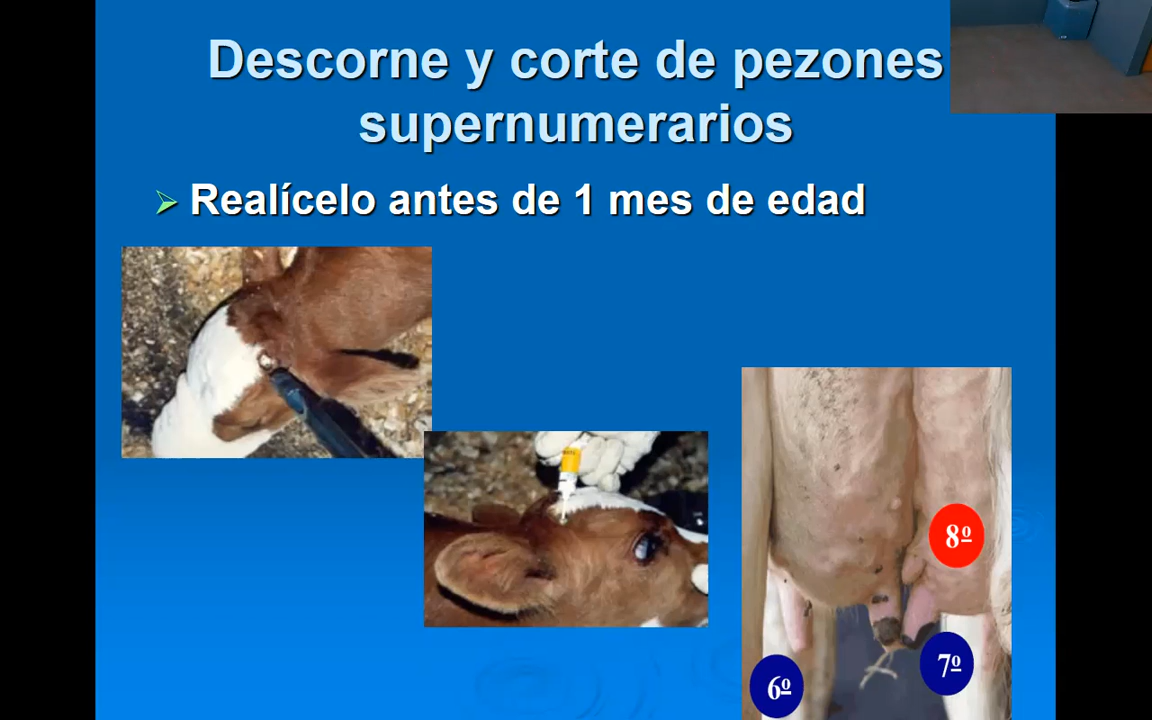 Descorne y corte de pezones
supernumerarios
Realícelo antes de 1 mes de edad
8º
7º
6º